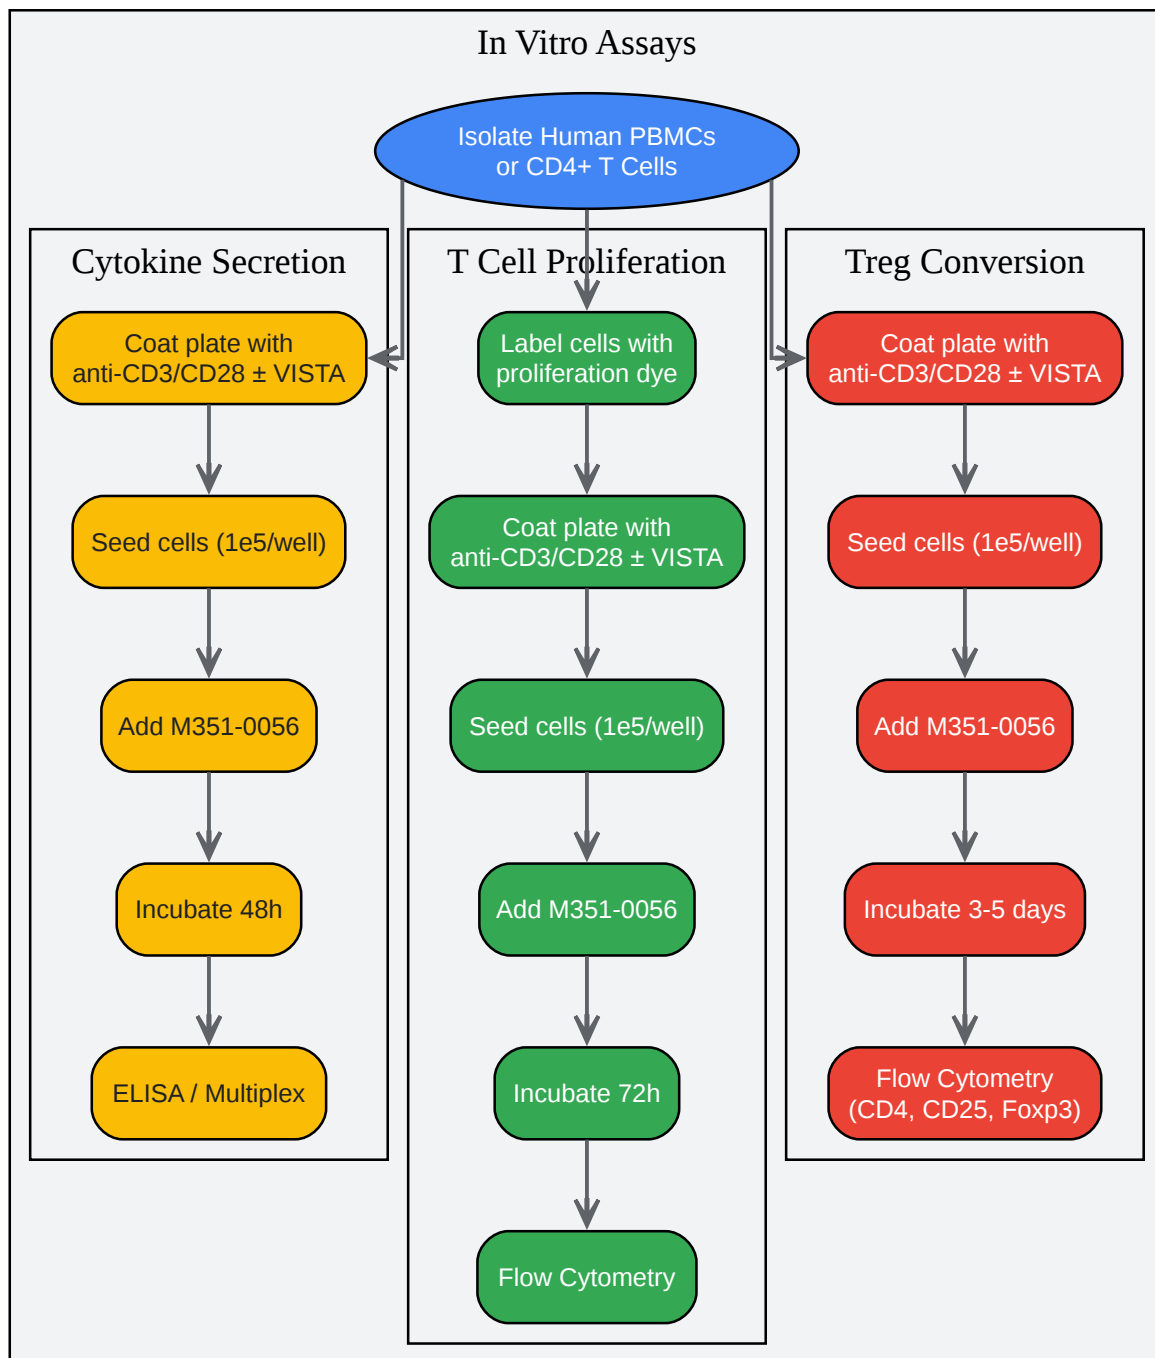 In Vitro Assays
Isolate Human PBMCs
or CD4+ T Cells
Cytokine Secretion
Coat plate with
anti-CD3/CD28 ± VISTA
Seed cells (1e5/well)
Add M351-0056
Incubate 48h
ELISA / Multiplex
T Cell Proliferation
Label cells with
proliferation dye
Coat plate with
anti-CD3/CD28 ± VISTA
Seed cells (1e5/well)
Add M351-0056
Incubate 72h
Flow Cytometry
Treg Conversion
Coat plate with
anti-CD3/CD28 ± VISTA
Seed cells (1e5/well)
Add M351-0056
Incubate 3-5 days
Flow Cytometry
(CD4, CD25, Foxp3)